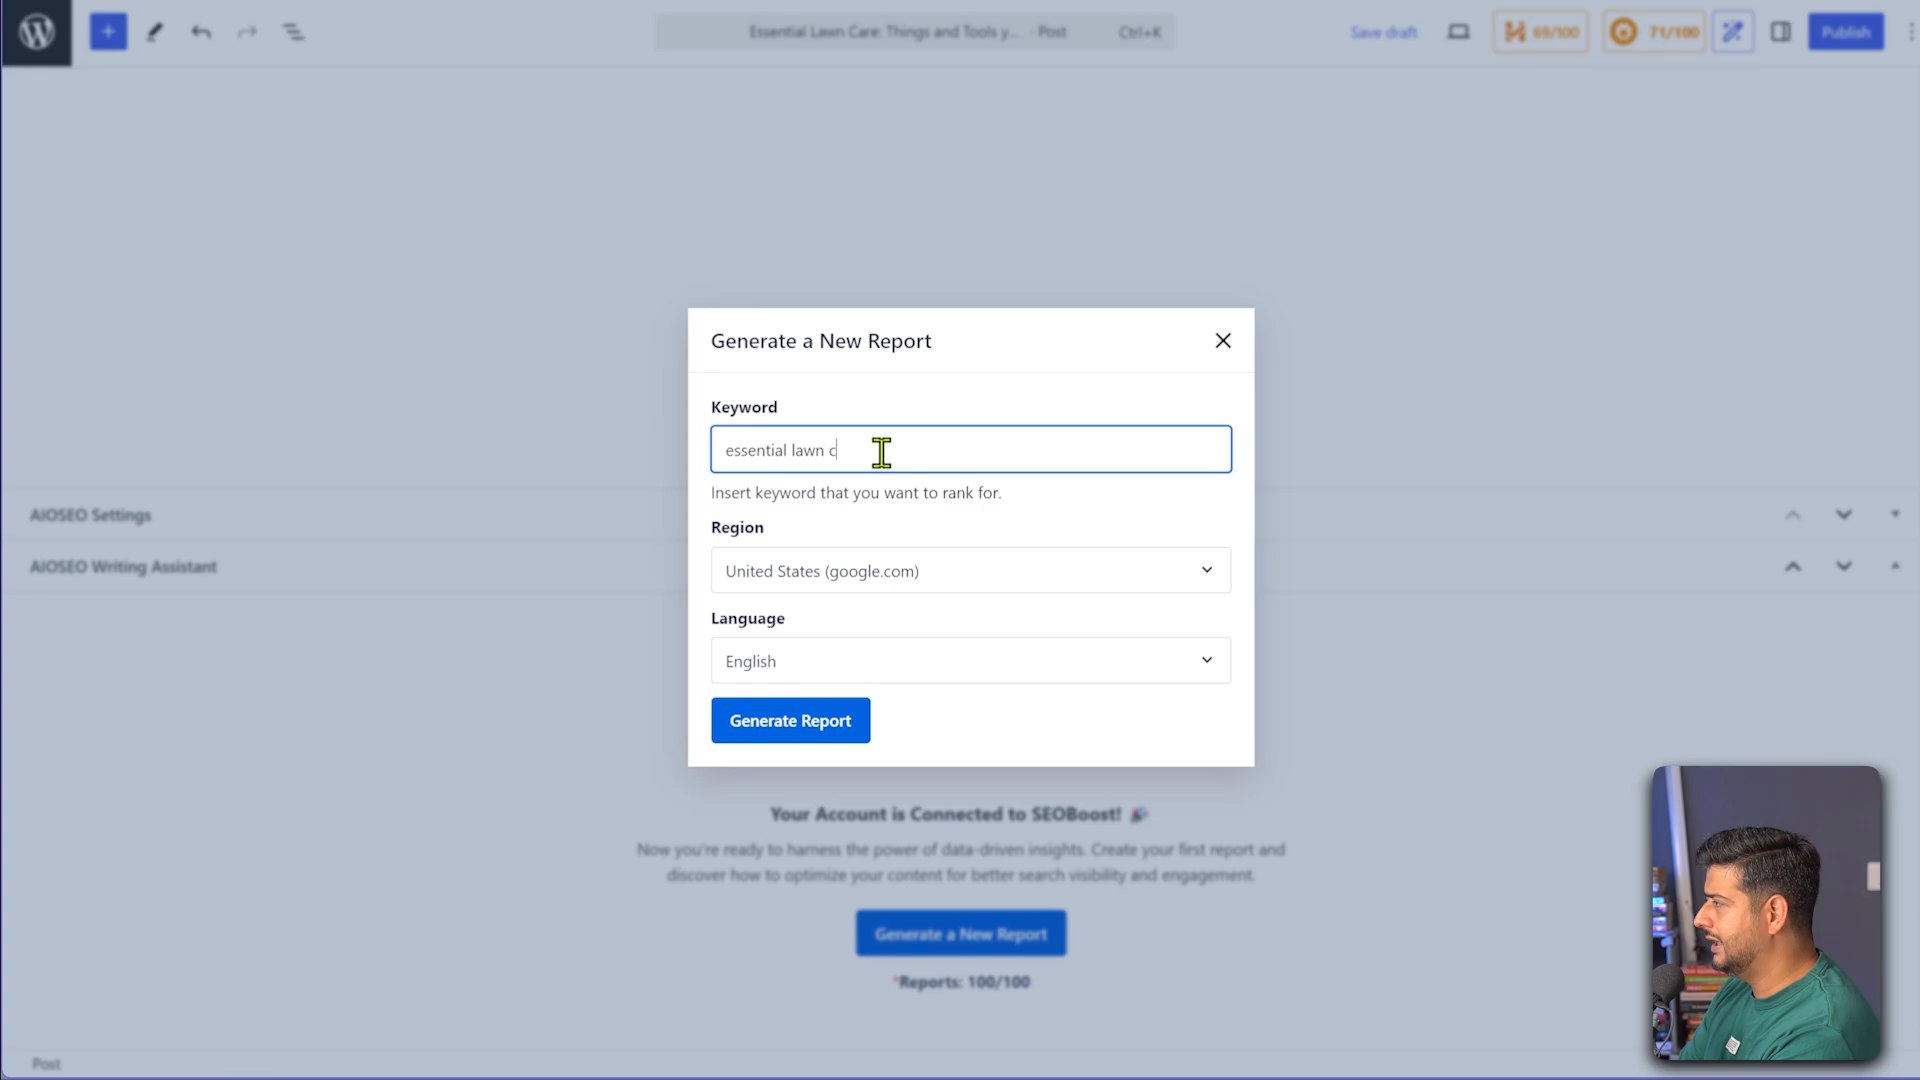 Essential Lawn Care: Things and Tools y... · Post Ctrl+K
Save draft
69/100
71/100
Publish
Generate a New Report
Keyword
essential lawn c
Insert keyword that you want to rank for.
Region
United States (google.com)
Language
English
Generate Report
AIOSEO Settings
AIOSEO Writing Assistant
Your Account is Connected to SEOBoost! 🎉
Now you're ready to harness the power of data-driven insights. Create your first report and
discover how to optimize your content for better search visibility and engagement.
Generate a New Report
*Reports: 100/100
Post